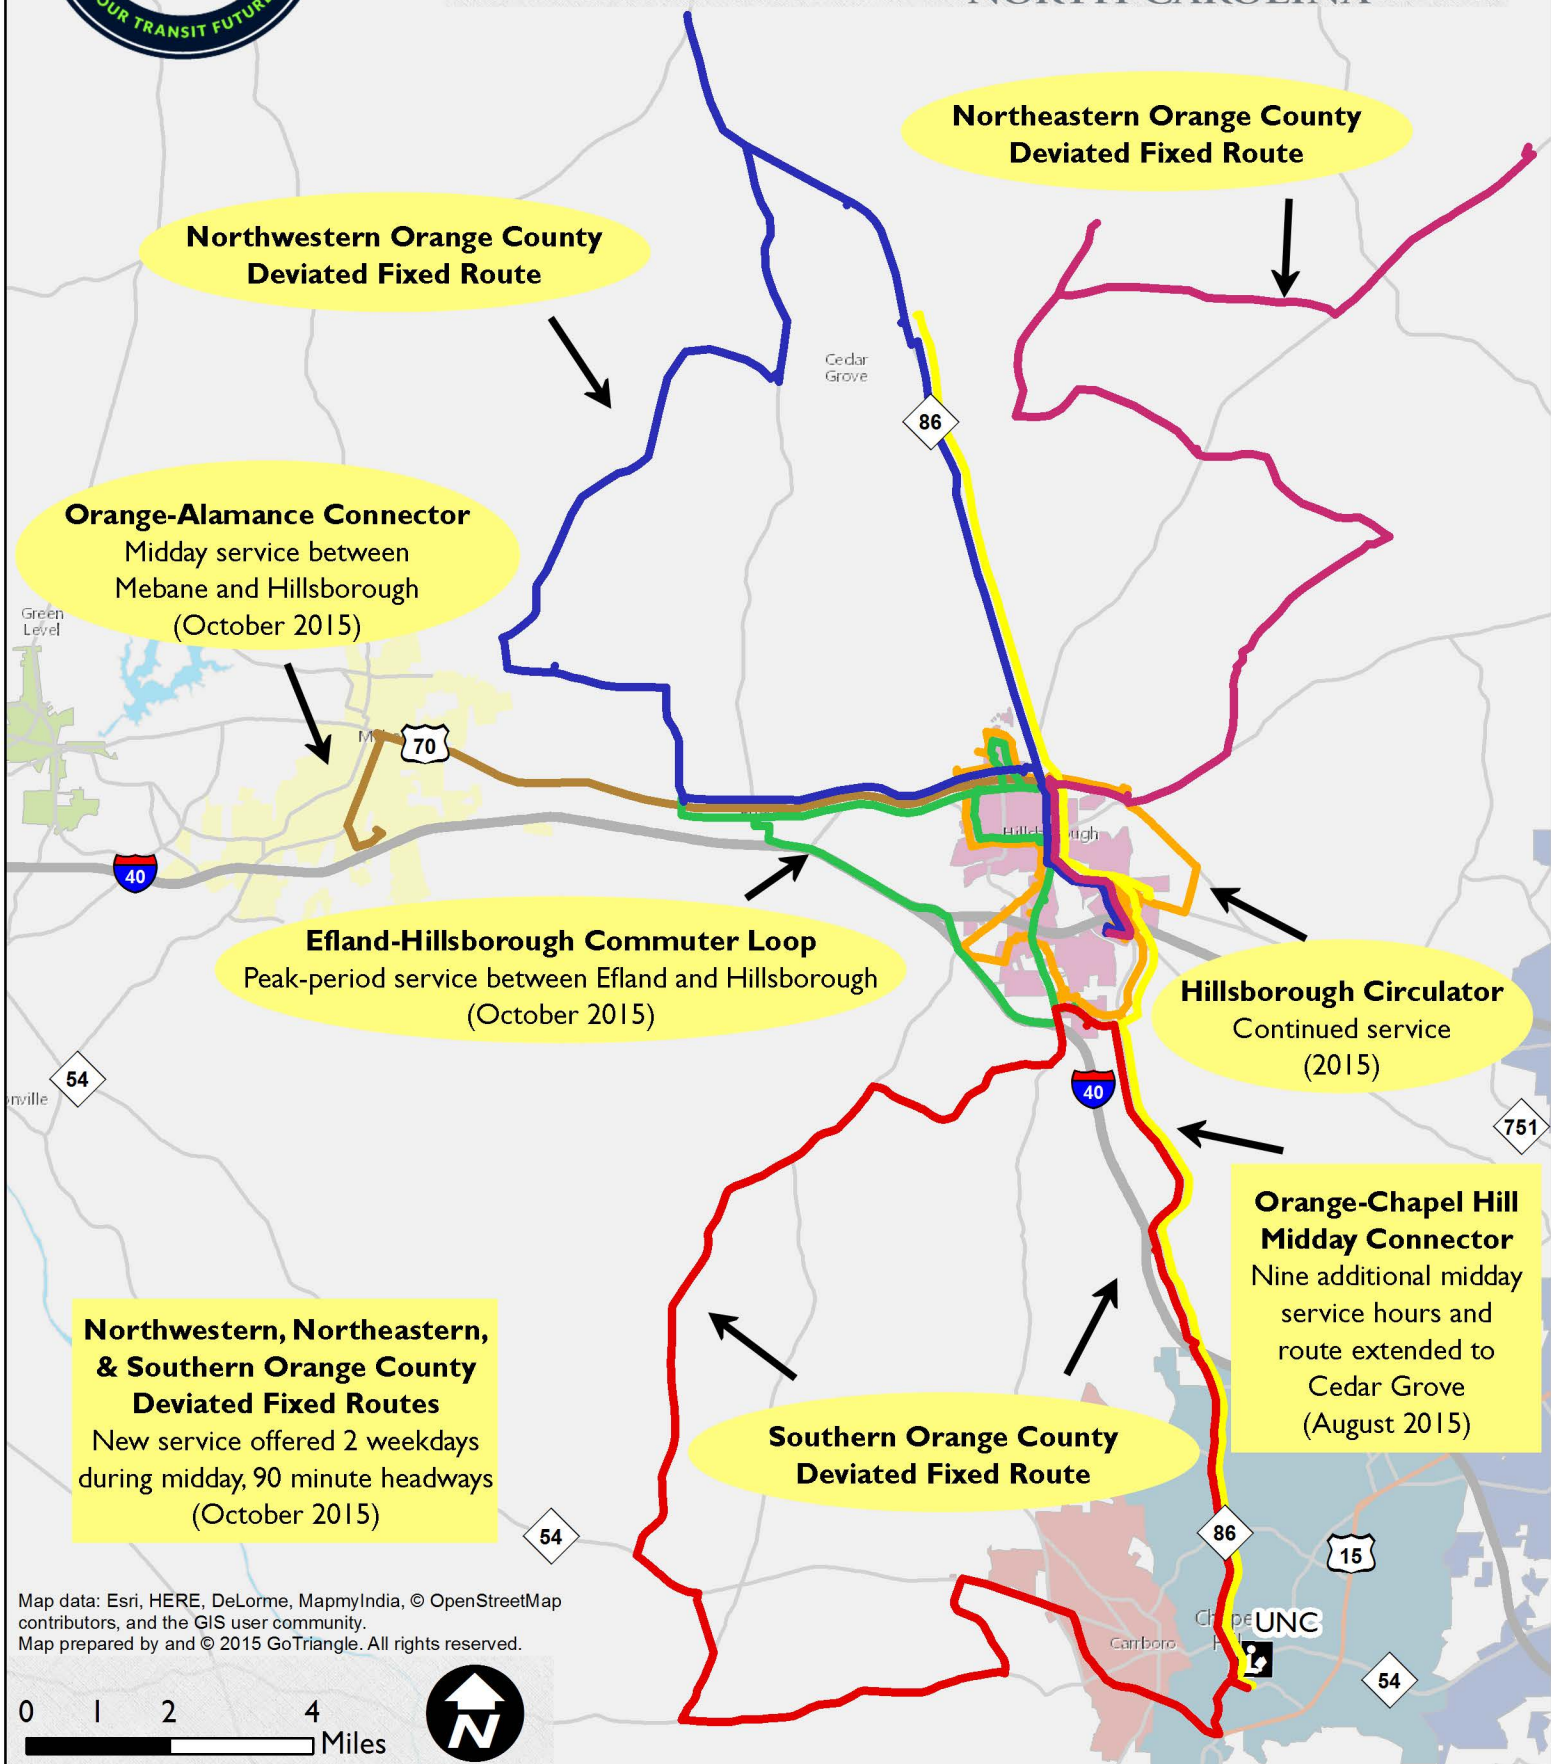 OUR TRANSIT FUTURE
NORTH CAROLINA
Northeastern Orange County
Deviated Fixed Route
Northwestern Orange County
Deviated Fixed Route
Cedar
Grove
86
Orange-Alamance Connector
Midday service between
Mebane and Hillsborough
(October 2015)
Green
Level
70
40
Hillsborough
Efland-Hillsborough Commuter Loop
Peak-period service between Efland and Hillsborough
(October 2015)
Hillsborough Circulator
Continued service
(2015)
54
onville
40
751
Orange-Chapel Hill
Midday Connector
Nine additional midday
service hours and
route extended to
Cedar Grove
(August 2015)
Northwestern, Northeastern,
& Southern Orange County
Deviated Fixed Routes
New service offered 2 weekdays
during midday, 90 minute headways
(October 2015)
Southern Orange County
Deviated Fixed Route
54
86
15
Map data: Esri, HERE, DeLorme, MapmyIndia, © OpenStreetMap
contributors, and the GIS user community.
Map prepared by and © 2015 GoTriangle. All rights reserved.
UNC
Carrboro
54
0 1 2 4
Miles
N